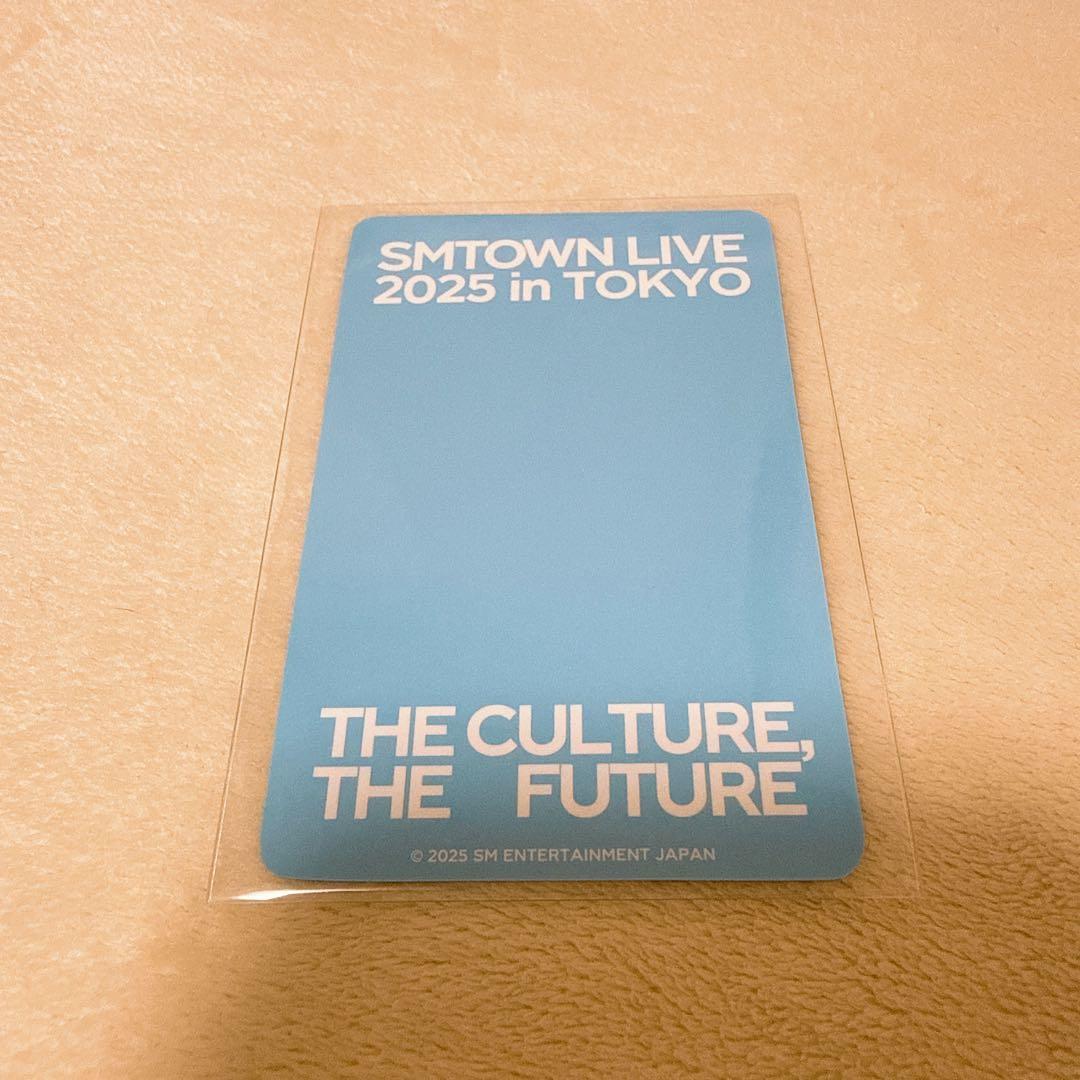 SMTOWN LIVE
2025 in TOKYO
THE CULTURE,
THE FUTURE
© 2025 SM ENTERTAINMENT JAPAN